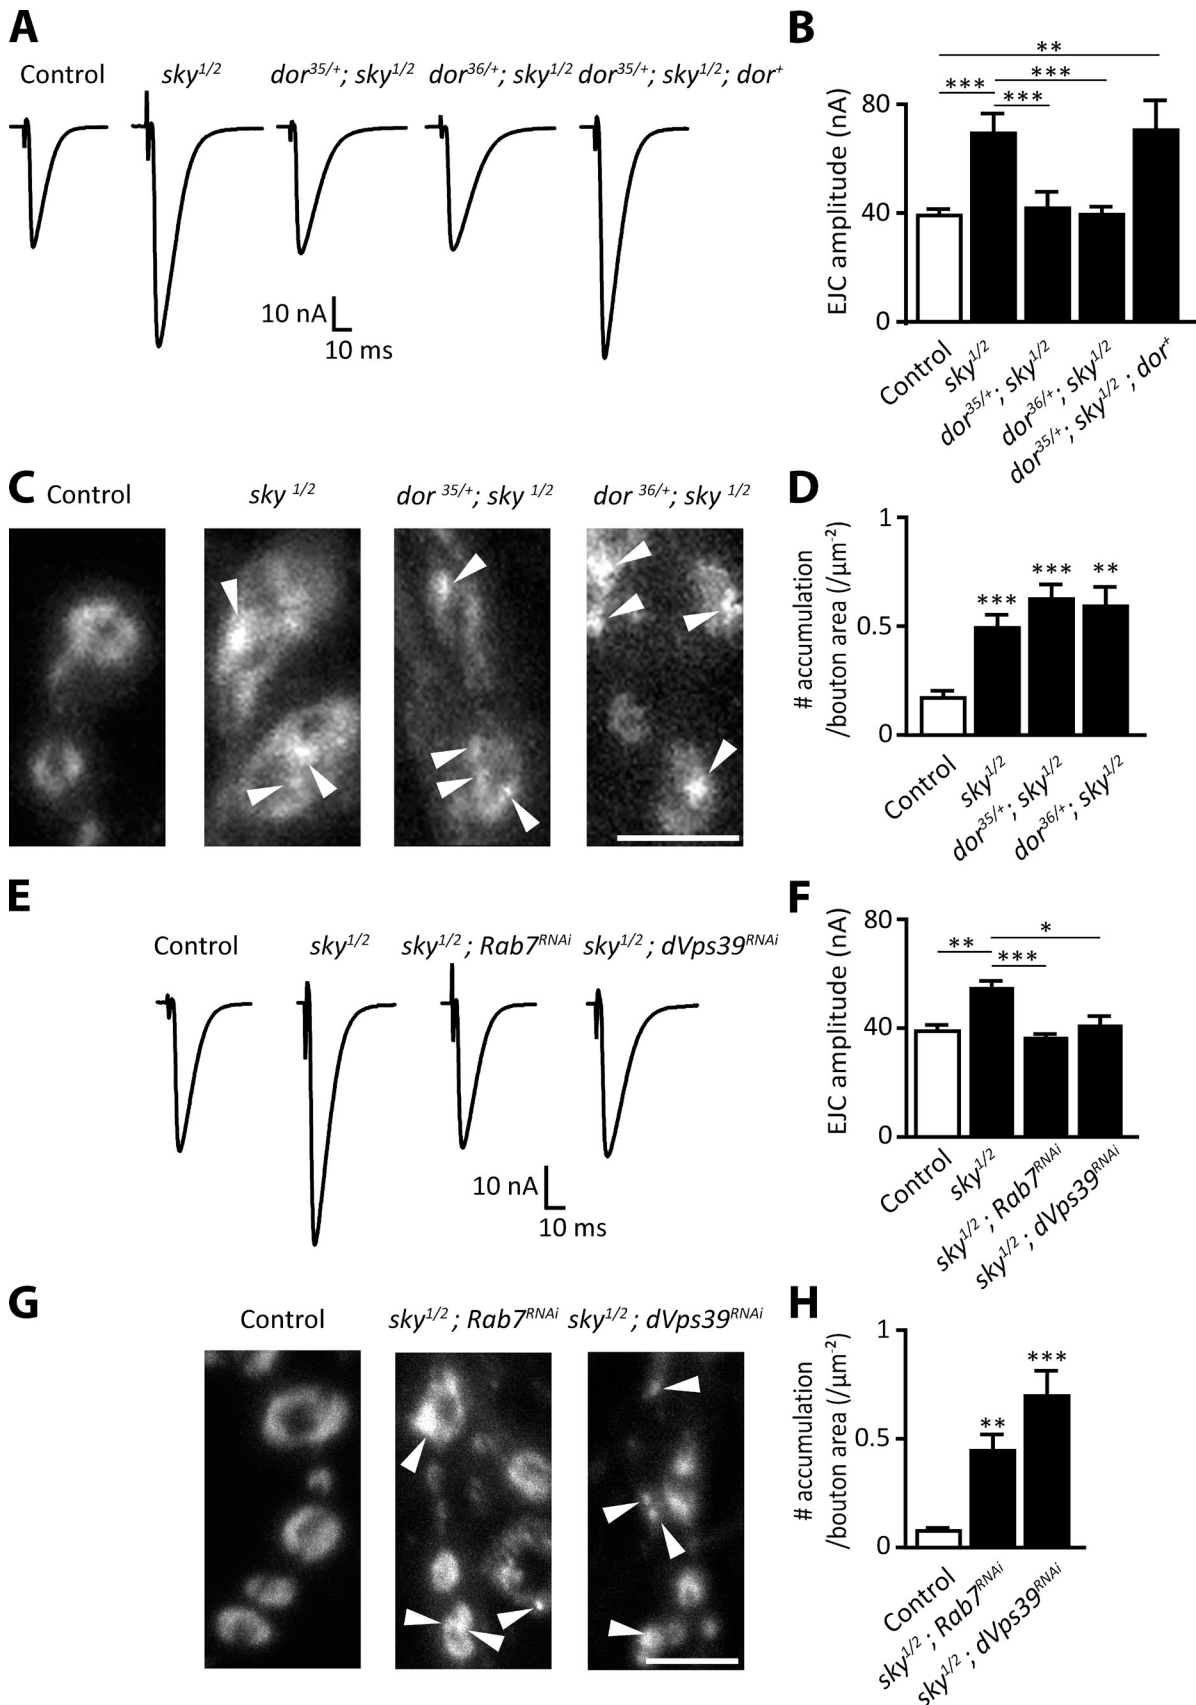 A
Control sky1/2 dor35/+; sky1/2 dor36/+; sky1/2 dor35/+; sky1/2; dor+
10 nA
10 ms
B
**
*** ***
***
EJC amplitude (nA)
80
40
0
Control
sky1/2
dor35/+; sky1/2
dor36/+; sky1/2
dor35/+; sky1/2 ; dor+
C
Control sky 1/2 dor 35/+; sky 1/2 dor 36/+; sky 1/2
D
# accumulation
/bouton area (/μm-2)
1
0.5
0
*** *** **
Control
sky1/2
dor35/+; sky1/2
dor36/+; sky1/2
E
Control sky1/2 sky1/2 ; Rab7RNAi sky1/2 ; dVps39RNAi
10 nA
10 ms
F
EJC amplitude (nA)
80
40
0
*
** ***
Control
sky1/2
sky1/2 ; Rab7RNAi
sky1/2 ; dVps39RNAi
G
Control sky1/2 ; Rab7RNAi sky1/2 ; dVps39RNAi
H
# accumulation
/bouton area (/μm-2)
1
0.5
0
** ***
Control
sky1/2 ; Rab7RNAi
sky1/2 ; dVps39RNAi